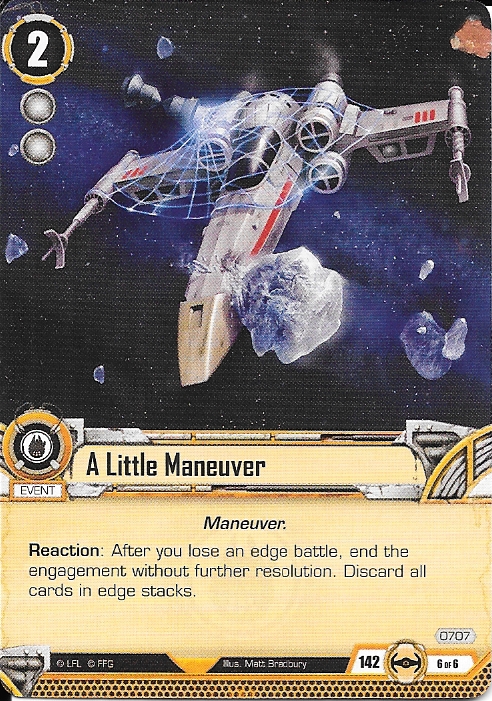 2
A Little Maneuver
EVENT
Maneuver.
Reaction: After you lose an edge battle, end the
engagement without further resolution. Discard all
cards in edge stacks.
0707
© LFL © FFG
Illus. Matt Bradbury
142
6 OF 6